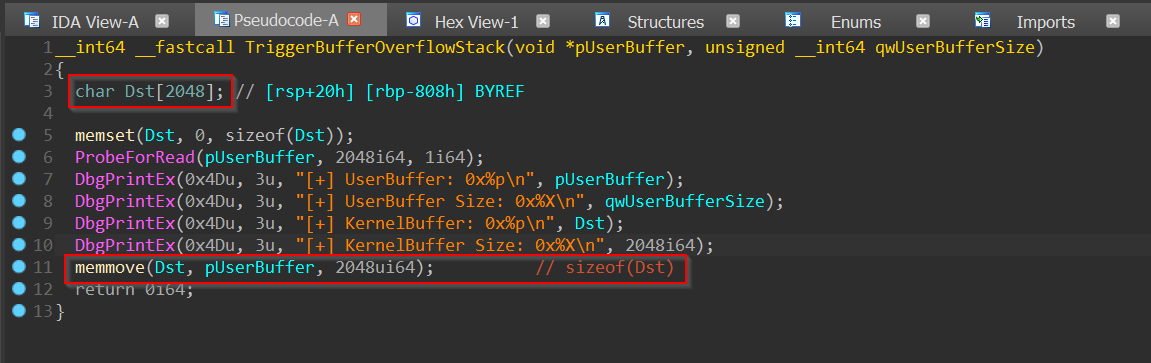 IDA View-A Pseudocode-A Hex View-1 Structures Enums Imports
1 __int64 __fastcall TriggerBufferOverflowStack(void *pUserBuffer, unsigned __int64 qwUserBufferSize)
2 {
3 char Dst[2048]; // [rsp+20h] [rbp-808h] BYREF
4
5 memset(Dst, 0, sizeof(Dst));
6 ProbeForRead(pUserBuffer, 2048i64, 1i64);
7 DbgPrintEx(0x4Du, 3u, "[+] UserBuffer: 0x%p\n", pUserBuffer);
8 DbgPrintEx(0x4Du, 3u, "[+] UserBuffer Size: 0x%X\n", qwUserBufferSize);
9 DbgPrintEx(0x4Du, 3u, "[+] KernelBuffer: 0x%p\n", Dst);
10 DbgPrintEx(0x4Du, 3u, "[+] KernelBuffer Size: 0x%X\n", 2048i64);
11 memmove(Dst, pUserBuffer, 2048ui64); // sizeof(Dst)
12 return 0i64;
13 }